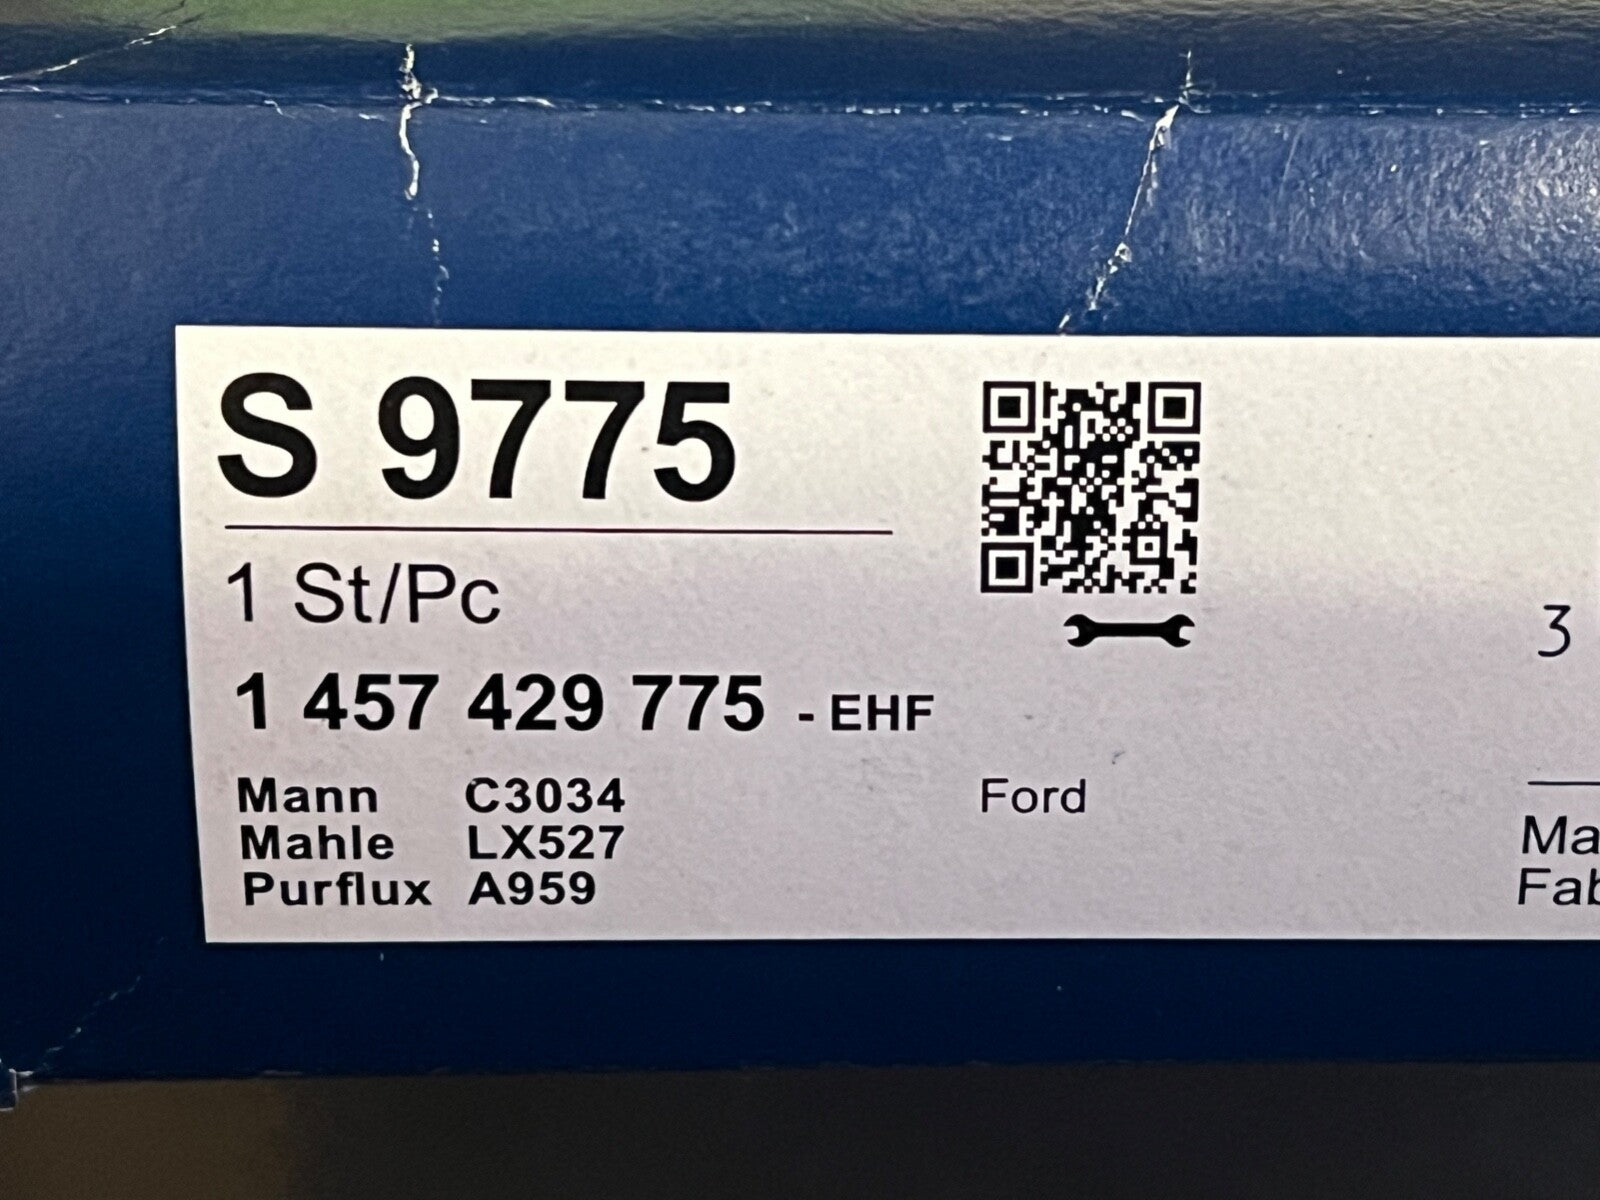 S 9775
1 St/Pc
3
1 457 429 775 - EHF
Mann C3034 Ford
Mahle LX527
Purflux A959
Ma
Fab